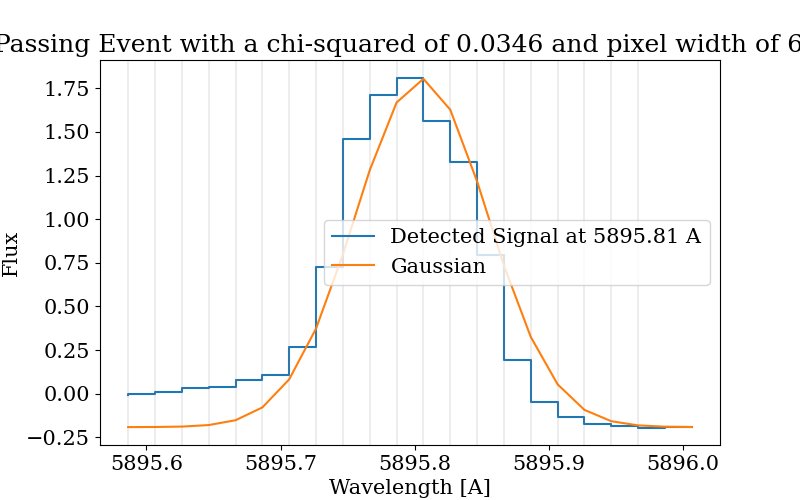 Passing Event with a chi-squared of 0.0346 and pixel width of 6
Flux
1.75
1.50
1.25
1.00
0.75
0.50
0.25
0.00
−0.25
Detected Signal at 5895.81 A
Gaussian
5895.6 5895.7 5895.8 5895.9 5896.0
Wavelength [A]